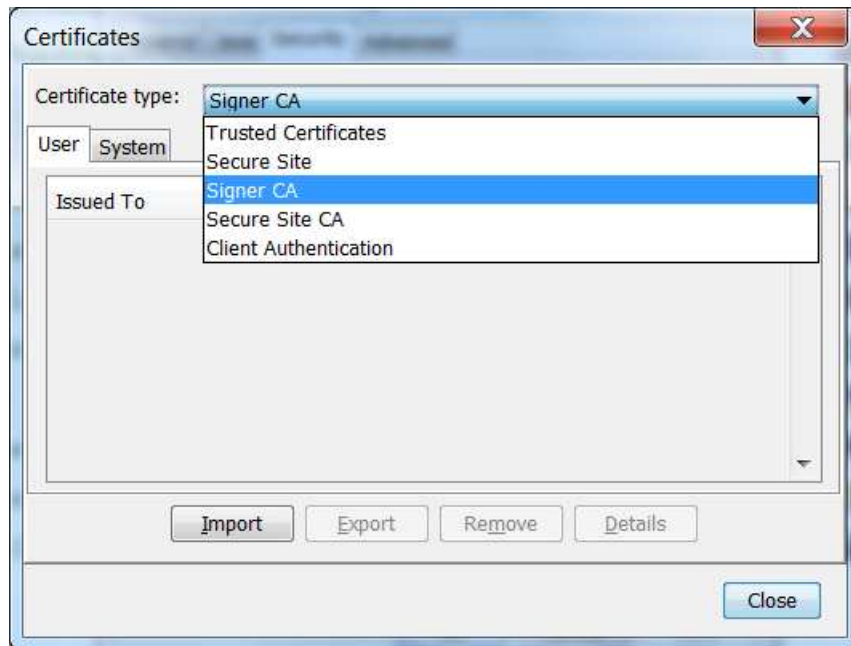 Certificates
Certificate type: Signer CA
Trusted Certificates
User System
Secure Site
Signer CA
Issued To
Secure Site CA
Client Authentication
Import Export Remove Details
Close